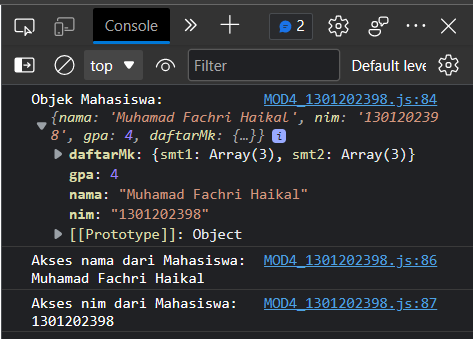 Console 2
top Filter Default leve
Objek Mahasiswa: MOD4_1301202398.js:84
{nama: 'Muhamad Fachri Haikal', nim: '130120239
8', gpa: 4, daftarMk: {…}} i
daftarMk: {smt1: Array(3), smt2: Array(3)}
gpa: 4
nama: "Muhamad Fachri Haikal"
nim: "1301202398"
[[Prototype]]: Object
Akses nama dari Mahasiswa: MOD4_1301202398.js:86
Muhamad Fachri Haikal
Akses nim dari Mahasiswa: MOD4_1301202398.js:87
1301202398